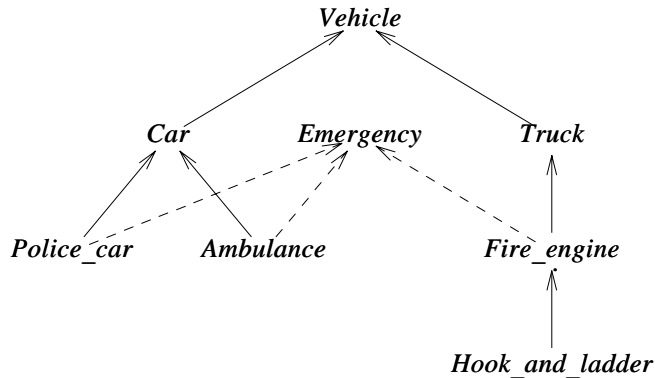 Vehicle
Car Emergency Truck
Police_car Ambulance Fire_engine
Hook_and_ladder